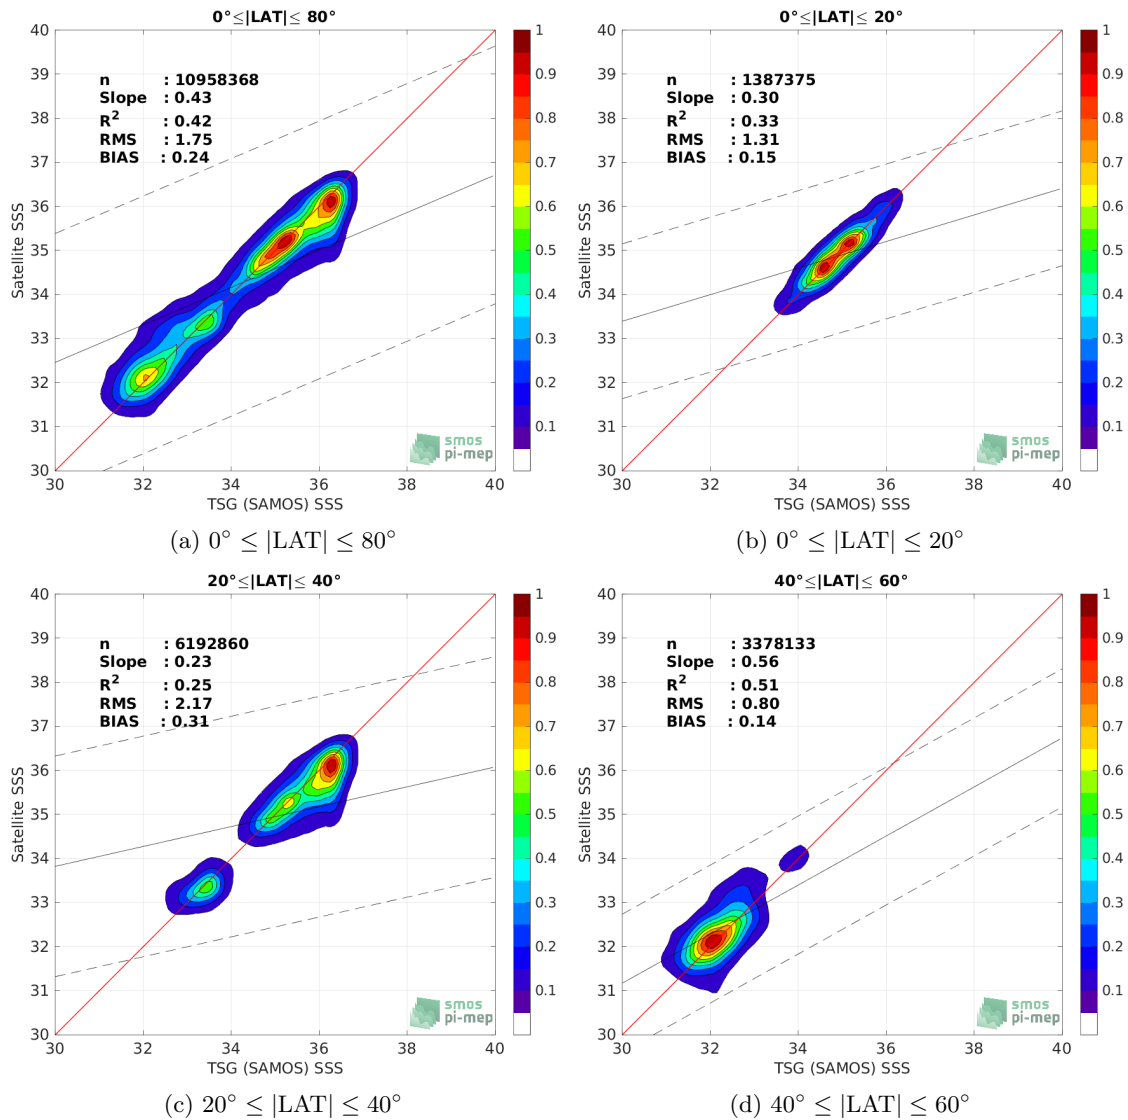 0°≤|LAT|≤ 80°
40
39
38
37
36
35
34
33
32
31
30
Satellite SSS
n : 10958368
Slope : 0.43
R² : 0.42
RMS : 1.75
BIAS : 0.24
smos
pi-mep
30 32 34 36 38 40
TSG (SAMOS) SSS
1
0.9
0.8
0.7
0.6
0.5
0.4
0.3
0.2
0.1
(a) 0° ≤ |LAT| ≤ 80°
0°≤|LAT|≤ 20°
40
39
38
37
36
35
34
33
32
31
30
Satellite SSS
n : 1387375
Slope : 0.30
R² : 0.33
RMS : 1.31
BIAS : 0.15
smos
pi-mep
30 32 34 36 38 40
TSG (SAMOS) SSS
1
0.9
0.8
0.7
0.6
0.5
0.4
0.3
0.2
0.1
(b) 0° ≤ |LAT| ≤ 20°
20°≤|LAT|≤ 40°
40
39
38
37
36
35
34
33
32
31
30
Satellite SSS
n : 6192860
Slope : 0.23
R² : 0.25
RMS : 2.17
BIAS : 0.31
smos
pi-mep
30 32 34 36 38 40
TSG (SAMOS) SSS
1
0.9
0.8
0.7
0.6
0.5
0.4
0.3
0.2
0.1
(c) 20° ≤ |LAT| ≤ 40°
40°≤|LAT|≤ 60°
40
39
38
37
36
35
34
33
32
31
30
Satellite SSS
n : 3378133
Slope : 0.56
R² : 0.51
RMS : 0.80
BIAS : 0.14
smos
pi-mep
30 32 34 36 38 40
TSG (SAMOS) SSS
1
0.9
0.8
0.7
0.6
0.5
0.4
0.3
0.2
0.1
(d) 40° ≤ |LAT| ≤ 60°